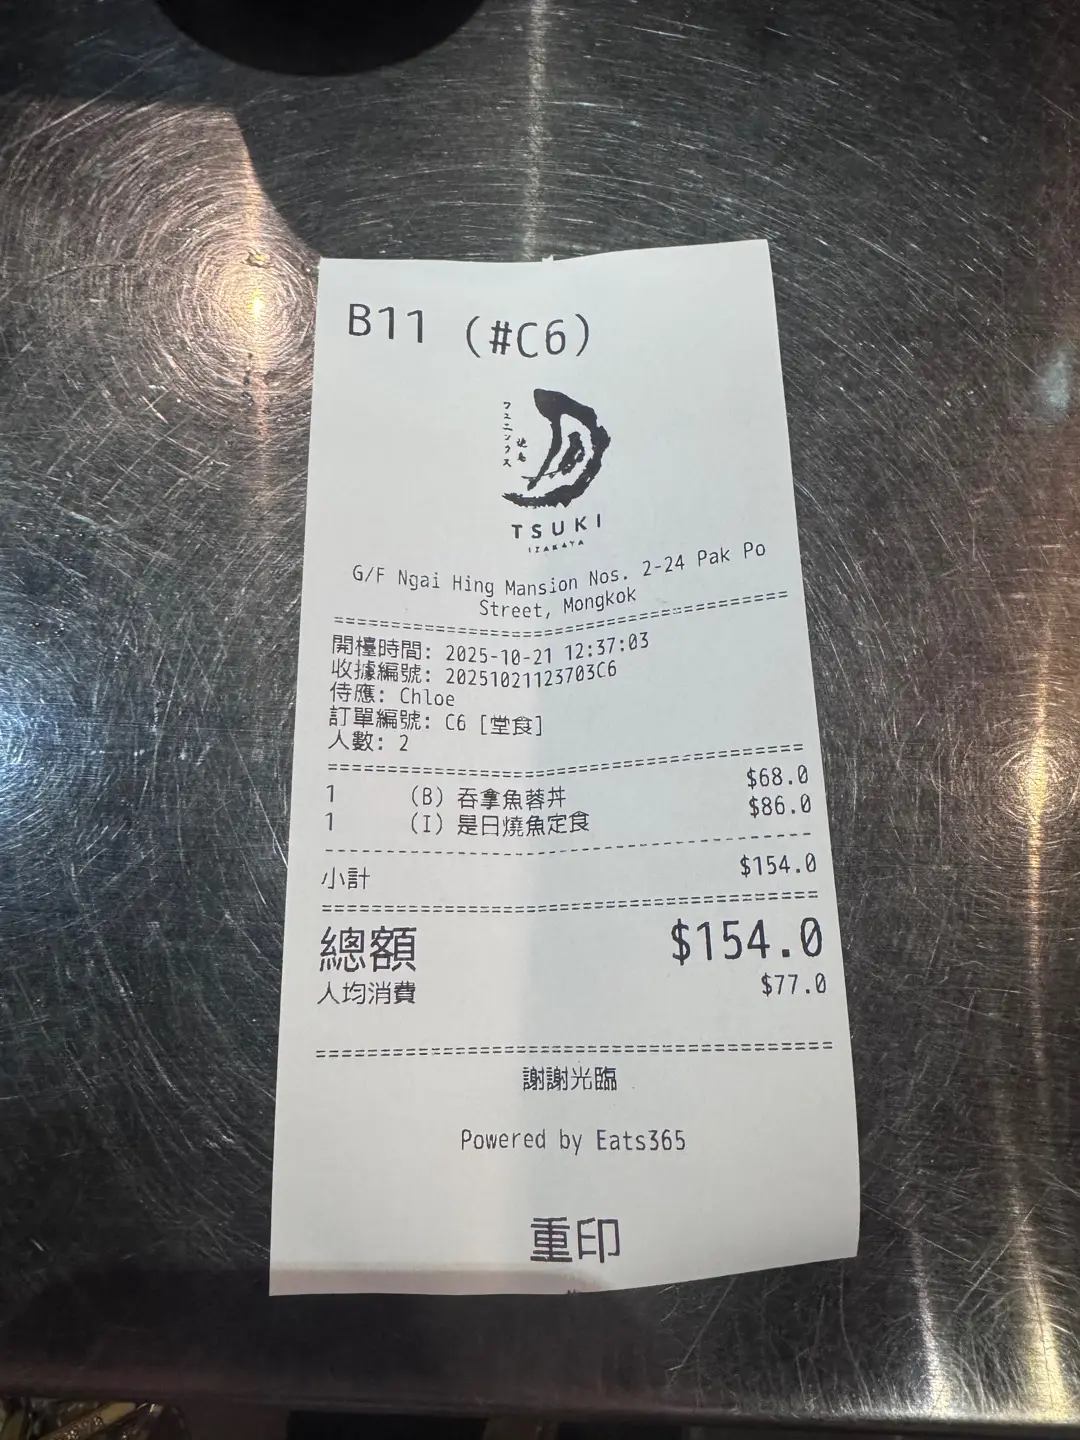 B11 (#C6)
フェニックス
TSUKI
IZAKAYA
G/F Ngai Hing Mansion Nos. 2-24 Pak Po
Street, Mongkok
開檯時間: 2025-10-21 12:37:03
收據編號: 20251021123703C6
侍應: Chloe
訂單編號: C6 [堂食]
人數: 2
1 (B) 吞拿魚蓉丼 $68.0
1 (I) 是日燒魚定食 $86.0
小計 $154.0
總額 $154.0
人均消費 $77.0
謝謝光臨
Powered by Eats365
重印